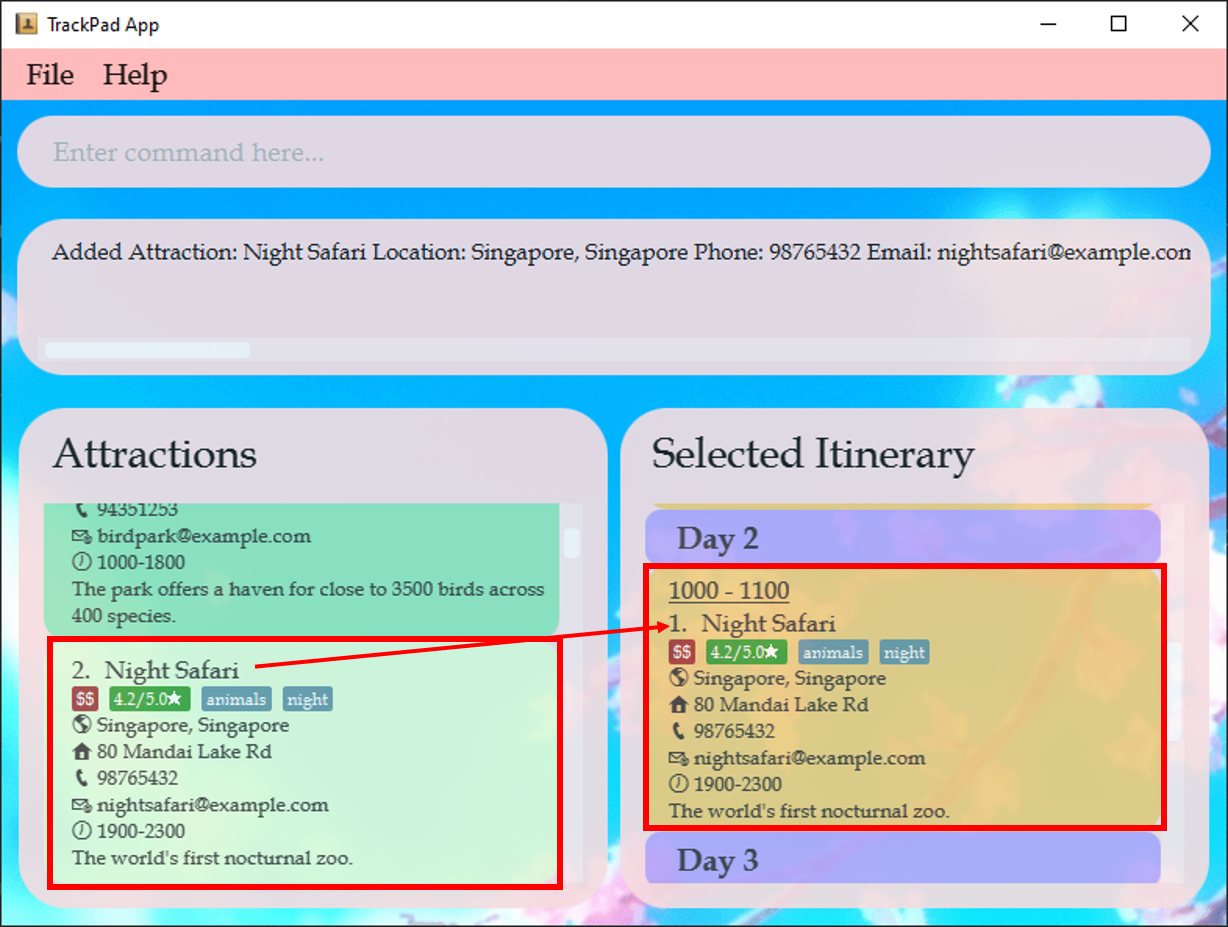 TrackPad App
File Help
Enter command here...
Added Attraction: Night Safari Location: Singapore, Singapore Phone: 98765432 Email: nightsafari@example.con
Attractions
94351253
birdpark@example.com
1000-1800
The park offers a haven for close to 3500 birds across
400 species.
2. Night Safari
$$ 4.2/5.0★ animals night
Singapore, Singapore
80 Mandai Lake Rd
98765432
nightsafari@example.com
1900-2300
The world's first nocturnal zoo.
Selected Itinerary
Day 2
1000 - 1100
1. Night Safari
$$ 4.2/5.0★ animals night
Singapore, Singapore
80 Mandai Lake Rd
98765432
nightsafari@example.com
1900-2300
The world's first nocturnal zoo.
Day 3